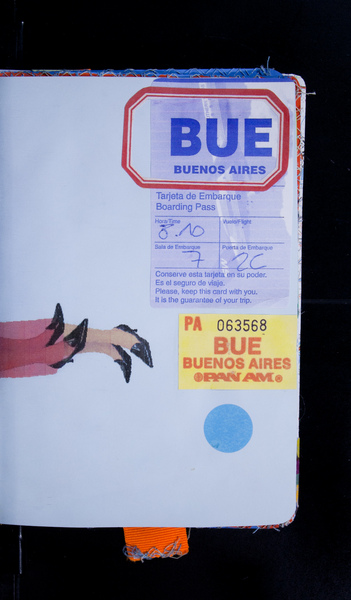 BUE
BUENOS AIRES
Tarjeta de Embarque
Boarding Pass
Hora/Time Vuelo/Flight
8.10
Sala de Embarque Puerta de Embarque
7 2C
Conserve esta tarjeta en su poder.
Es el seguro de viaje.
Please, keep this card with you.
It is the guarantee of your trip.
PA 063568
BUE
BUENOS AIRES
PAN AM